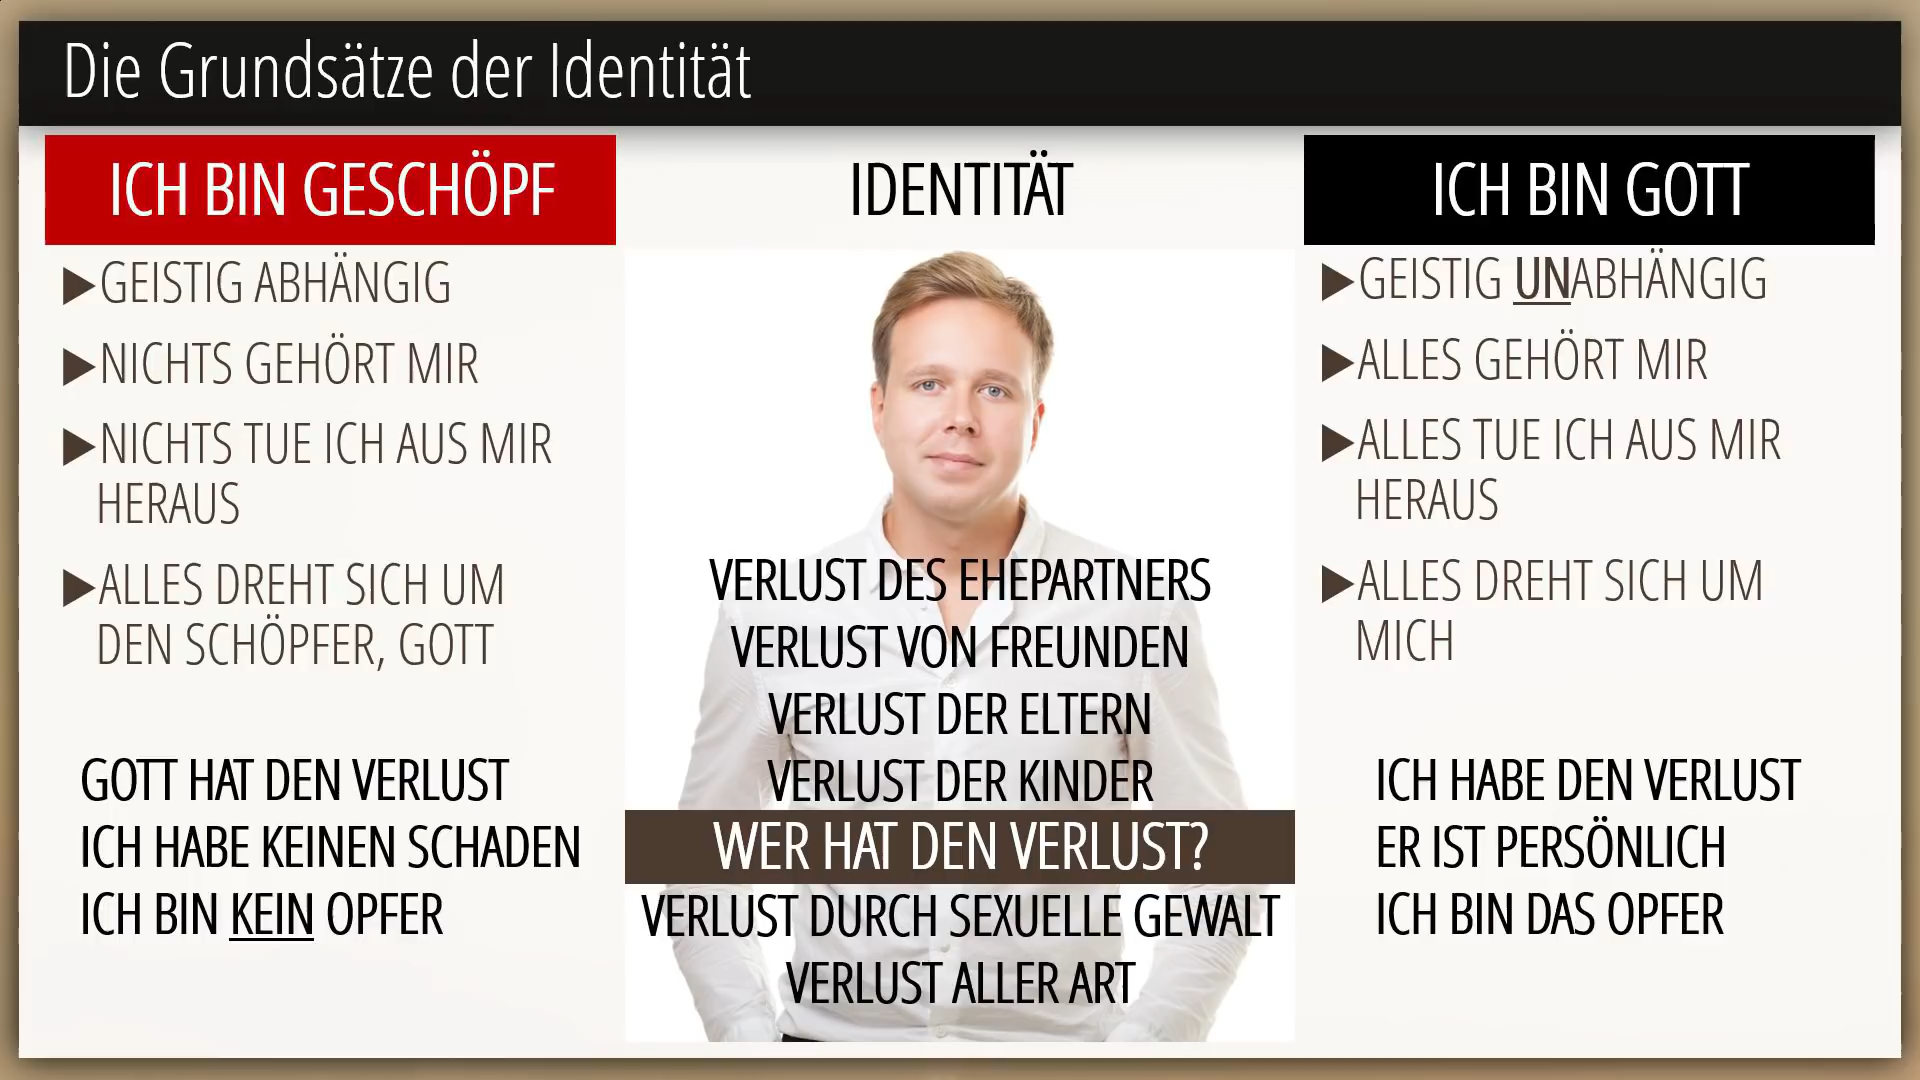 Die Grundsätze der Identität
ICH BIN GESCHÖPF
GEISTIG ABHÄNGIG
NICHTS GEHÖRT MIR
NICHTS TUE ICH AUS MIR
HERAUS
ALLES DREHT SICH UM
DEN SCHÖPFER, GOTT
GOTT HAT DEN VERLUST
ICH HABE KEINEN SCHADEN
ICH BIN KEIN OPFER
IDENTITÄT
VERLUST DES EHEPARTNERS
VERLUST VON FREUNDEN
VERLUST DER ELTERN
VERLUST DER KINDER
WER HAT DEN VERLUST?
VERLUST DURCH SEXUELLE GEWALT
VERLUST ALLER ART
ICH BIN GOTT
GEISTIG UNABHÄNGIG
ALLES GEHÖRT MIR
ALLES TUE ICH AUS MIR
HERAUS
ALLES DREHT SICH UM
MICH
ICH HABE DEN VERLUST
ER IST PERSÖNLICH
ICH BIN DAS OPFER